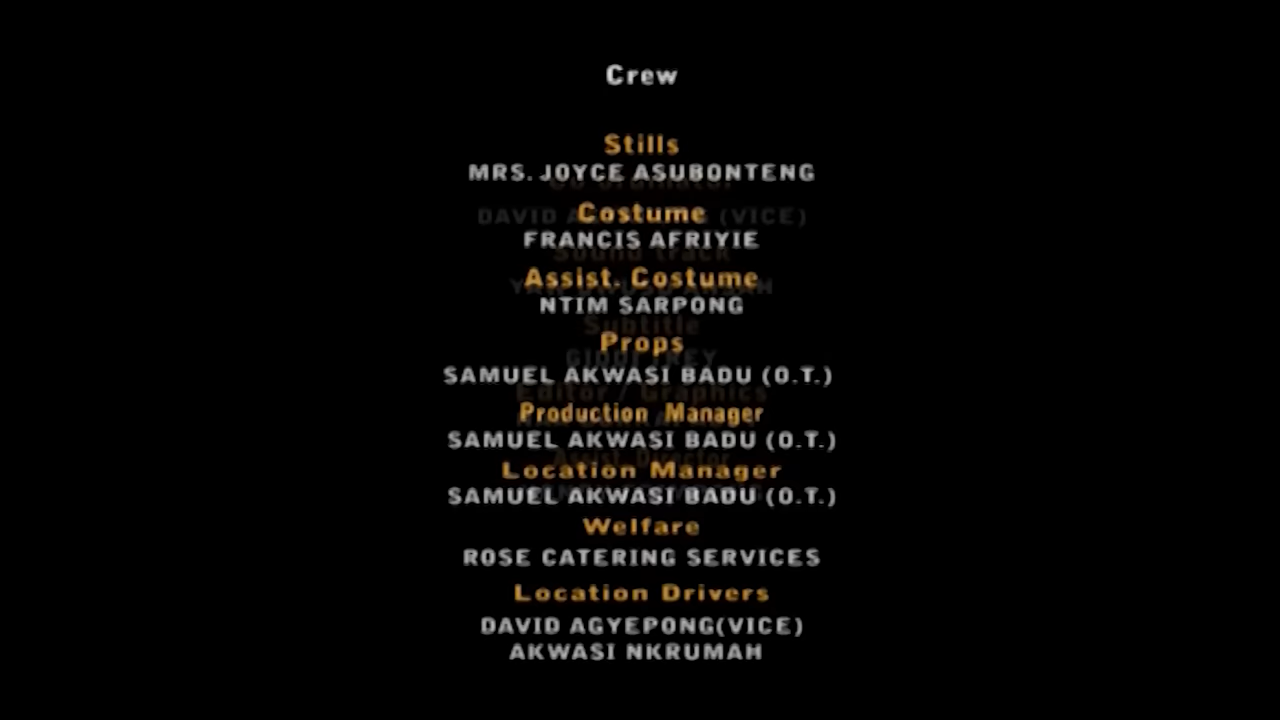 Crew
Stills
MRS. JOYCE ASUBONTENG
Costume
FRANCIS AFRIYIE
Assist. Costume
NTIM SARPONG
Props
SAMUEL AKWASI BADU (O.T.)
Production Manager
SAMUEL AKWASI BADU (O.T.)
Location Manager
SAMUEL AKWASI BADU (O.T.)
Welfare
ROSE CATERING SERVICES
Location Drivers
DAVID AGYEPONG(VICE)
AKWASI NKRUMAH